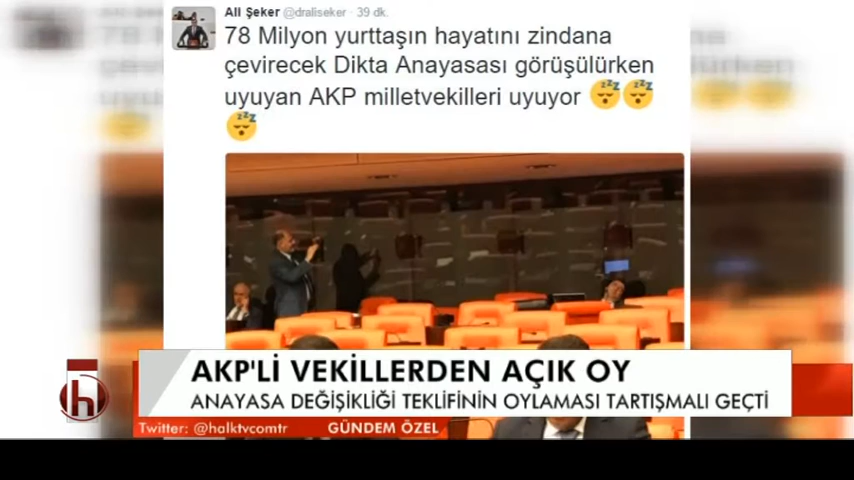 Ali Şeker @draliseker · 39 dk.
78 Milyon yurttaşın hayatını zindana
çevirecek Dikta Anayasası görüşülürken
uyuyan AKP milletvekilleri uyuyor 😴😴
😴
AKP'Lİ VEKİLLERDEN AÇIK OY
ANAYASA DEĞİŞİKLİĞİ TEKLİFİNİN OYLAMASI TARTIŞMALI GEÇTİ
h
Twitter: @halktvcomtr GÜNDEM ÖZEL